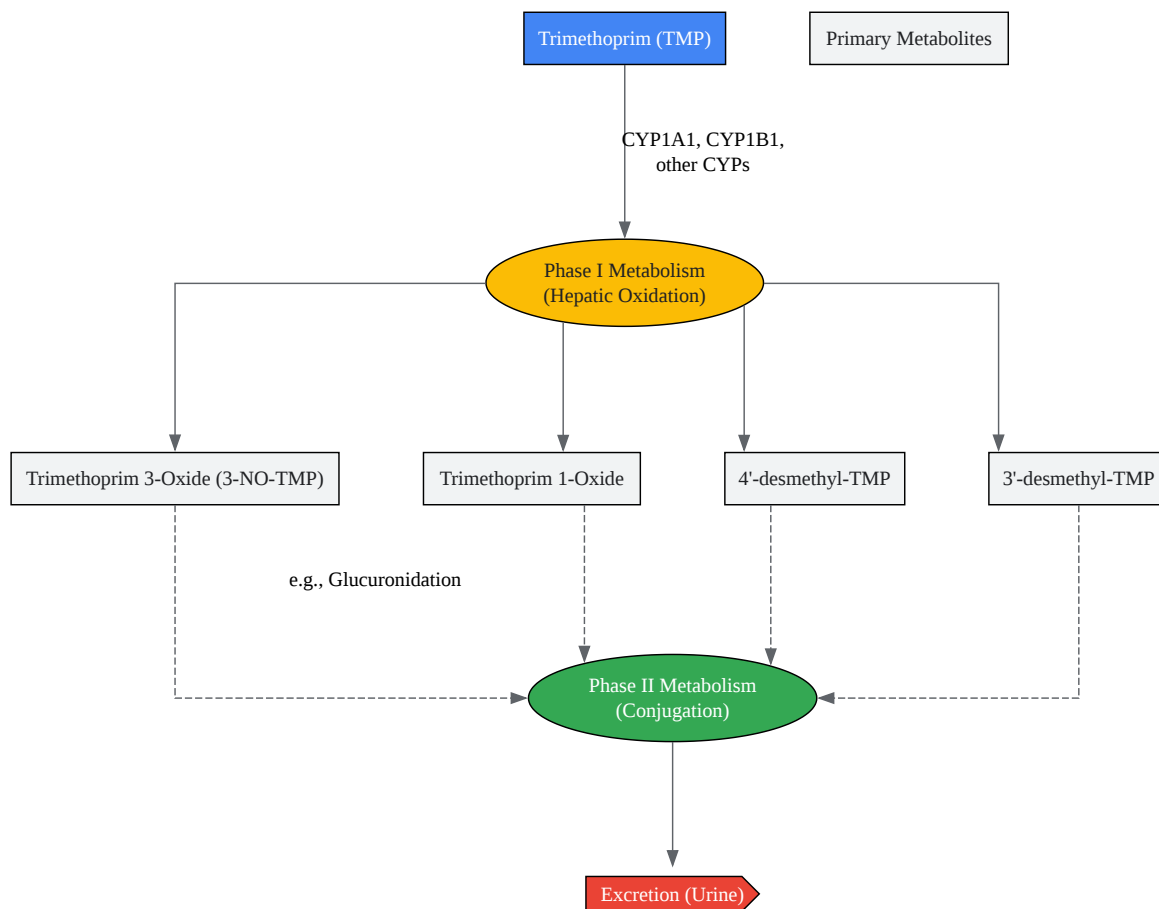 Trimethoprim (TMP)
Primary Metabolites
CYP1A1, CYP1B1,
other CYPs
Phase I Metabolism
(Hepatic Oxidation)
Trimethoprim 3-Oxide (3-NO-TMP)
Trimethoprim 1-Oxide
4'-desmethyl-TMP
3'-desmethyl-TMP
e.g., Glucuronidation
Phase II Metabolism
(Conjugation)
Excretion (Urine)